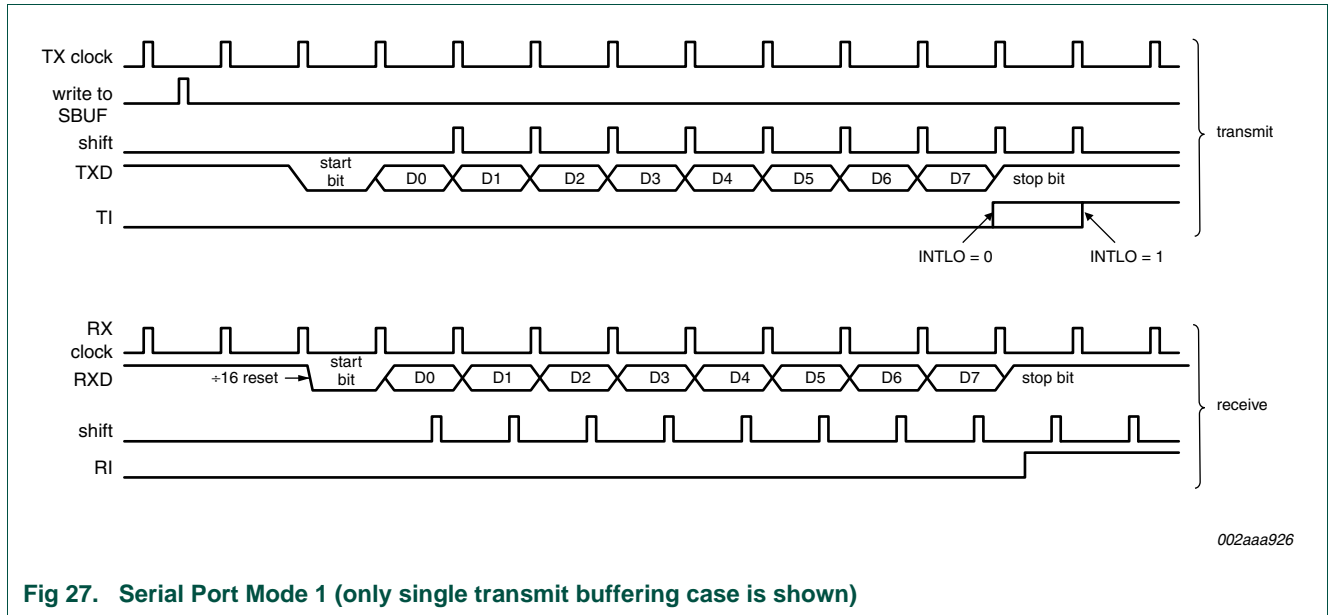 TX clock
write to
SBUF
shift
TXD
start
bit
D0 D1 D2 D3 D4 D5 D6 D7 stop bit
TI
INTLO = 0 INTLO = 1
transmit
RX
clock
RXD
÷16 reset
start
bit
D0 D1 D2 D3 D4 D5 D6 D7 stop bit
shift
RI
receive
002aaa926
Fig 27. Serial Port Mode 1 (only single transmit buffering case is shown)